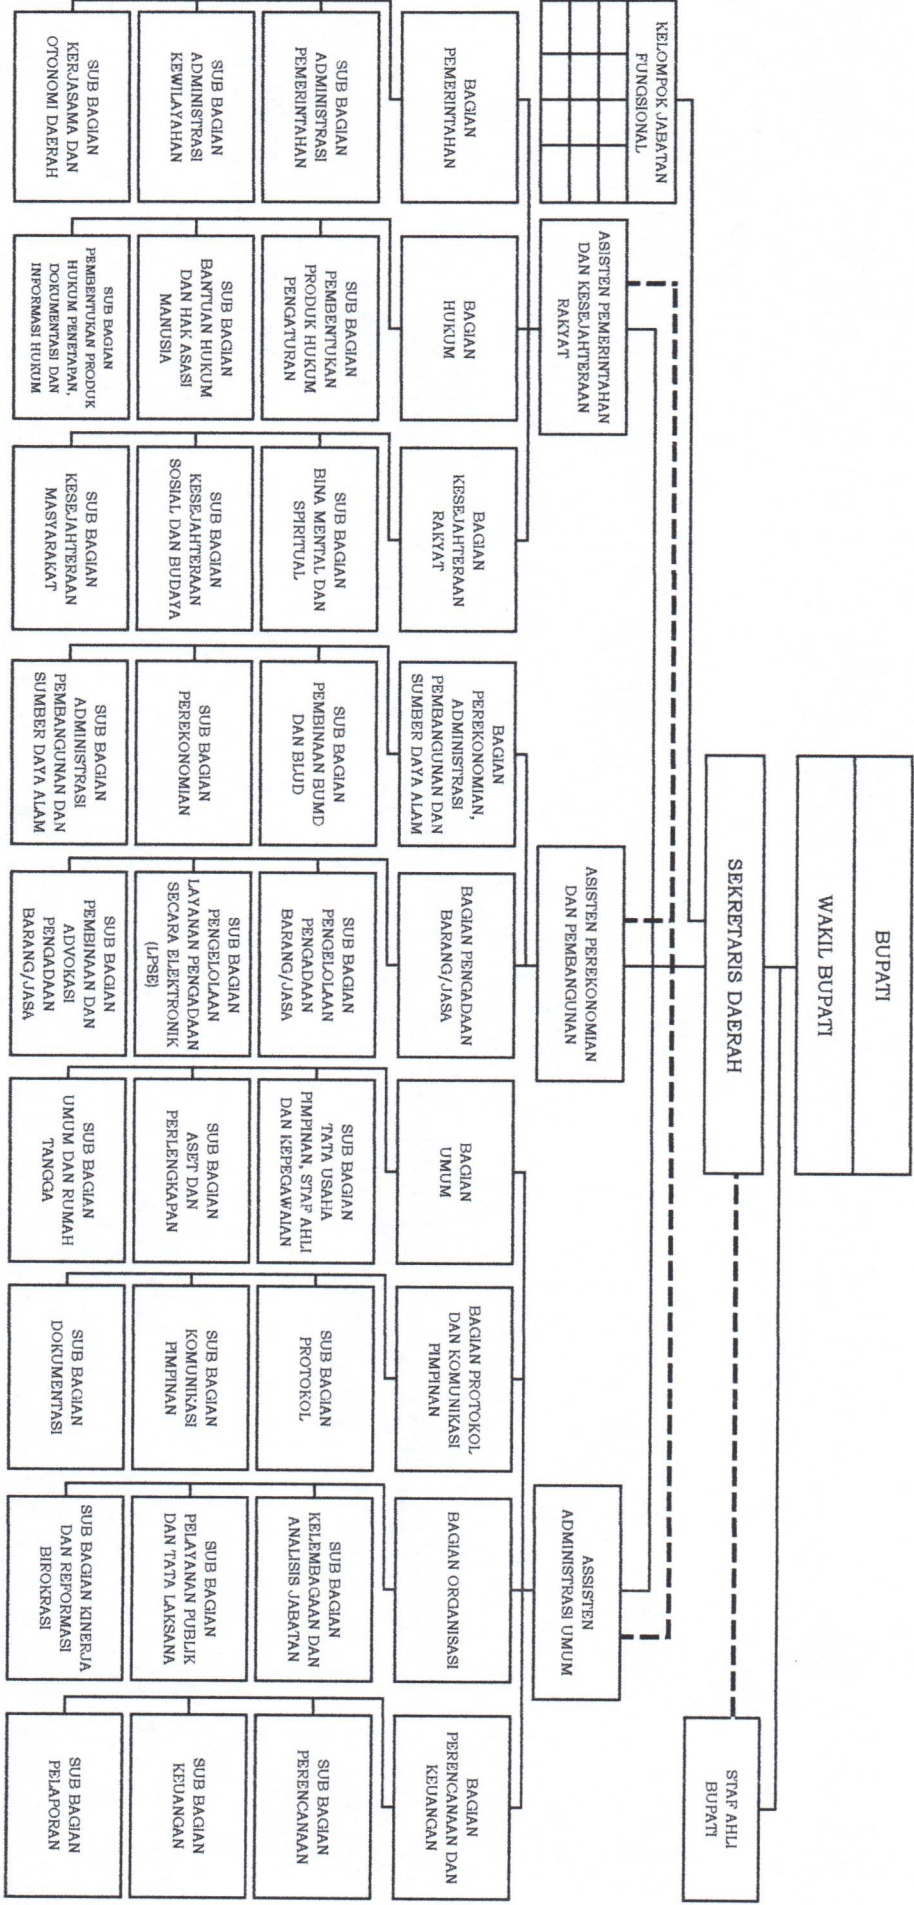 BUPATI
WAKIL BUPATI
SEKRETARIS DAERAH
STAF AHLI
BUPATI
KELOMPOK JABATAN
FUNGSIONAL
ASISTEN PEMERINTAHAN
DAN KESEJAHTERAAN
RAKYAT
ASISTEN PEREKONOMIAN
DAN PEMBANGUNAN
ASSISTEN
ADMINISTRASI UMUM
BAGIAN
PEMERINTAHAN
BAGIAN
HUKUM
BAGIAN
KESEJAHTERAAN
RAKYAT
BAGIAN
PEREKONOMIAN,
ADMINISTRASI
PEMBANGUNAN DAN
SUMBER DAYA ALAM
BAGIAN PENGADAAN
BARANG/JASA
BAGIAN
UMUM
BAGIAN PROTOKOL
DAN KOMUNIKASI
PIMPINAN
BAGIAN ORGANISASI
BAGIAN
PERENCANAAN DAN
KEUANGAN
SUB BAGIAN
ADMINISTRASI
PEMERINTAHAN
SUB BAGIAN
PEMBENTUKAN
PRODUK HUKUM
PENGATURAN
SUB BAGIAN
BINA MENTAL DAN
SPIRITUAL
SUB BAGIAN
PEMBINAAN BUMD
DAN BLUD
SUB BAGIAN
PENGELOLAAN
PENGADAAN
BARANG/JASA
SUB BAGIAN
TATA USAHA
PIMPINAN, STAF AHLI
DAN KEPEGAWAIAN
SUB BAGIAN
PROTOKOL
SUB BAGIAN
KELEMBAGAAN DAN
ANALISIS JABATAN
SUB BAGIAN
PERENCANAAN
SUB BAGIAN
ADMINISTRASI
KEWILAYAHAN
SUB BAGIAN
BANTUAN HUKUM
DAN HAK ASASI
MANUSIA
SUB BAGIAN
KESEJAHTERAAN
SOSIAL DAN BUDAYA
SUB BAGIAN
PEREKONOMIAN
SUB BAGIAN
PENGELOLAAN
LAYANAN PENGADAAN
SECARA ELEKTRONIK
(LPSE)
SUB BAGIAN
ASET DAN
PERLENGKAPAN
SUB BAGIAN
KOMUNIKASI
PIMPINAN
SUB BAGIAN
PELAYANAN PUBLIK
DAN TATA LAKSANA
SUB BAGIAN
KEUANGAN
SUB BAGIAN
KERJASAMA DAN
OTONOMI DAERAH
SUB BAGIAN
PEMBENTUKAN PRODUK
HUKUM PENETAPAN,
DOKUMENTASI DAN
INFORMASI HUKUM
SUB BAGIAN
KESEJAHTERAAN
MASYARAKAT
SUB BAGIAN
ADMINISTRASI
PEMBANGUNAN DAN
SUMBER DAYA ALAM
SUB BAGIAN
PEMBINAAN DAN
ADVOKASI
PENGADAAN
BARANG/JASA
SUB BAGIAN
UMUM DAN RUMAH
TANGGA
SUB BAGIAN
DOKUMENTASI
SUB BAGIAN KINERJA
DAN REFORMASI
BIROKRASI
SUB BAGIAN
PELAPORAN